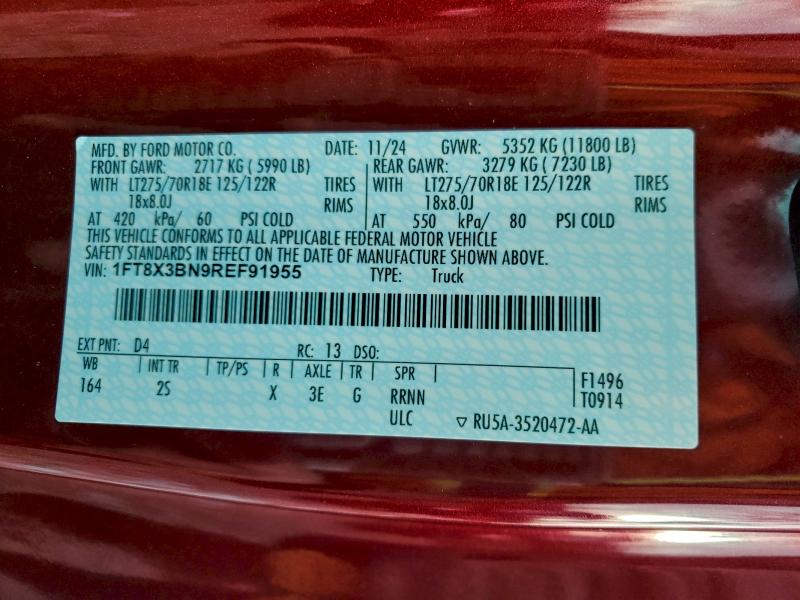 MFD. BY FORD MOTOR CO. DATE: 11/24 GVWR: 5352 KG (11800 LB)
FRONT GAWR: 2717 KG ( 5990 LB) REAR GAWR: 3279 KG ( 7230 LB)
WITH LT275/70R18E 125/122R TIRES WITH LT275/70R18E 125/122R TIRES
18x8.0J RIMS 18x8.0J RIMS
AT 420 kPa/ 60 PSI COLD AT 550 kPa/ 80 PSI COLD
THIS VEHICLE CONFORMS TO ALL APPLICABLE FEDERAL MOTOR VEHICLE
SAFETY STANDARDS IN EFFECT ON THE DATE OF MANUFACTURE SHOWN ABOVE.
VIN: 1FT8X3BN9REF91955 TYPE: Truck
EXT PNT: D4 RC: 13 DSO:
WB INT TR TP/PS R AXLE TR SPR
164 2S X 3E G RRNN F1496
ULC T0914
▽ RU5A-3520472-AA